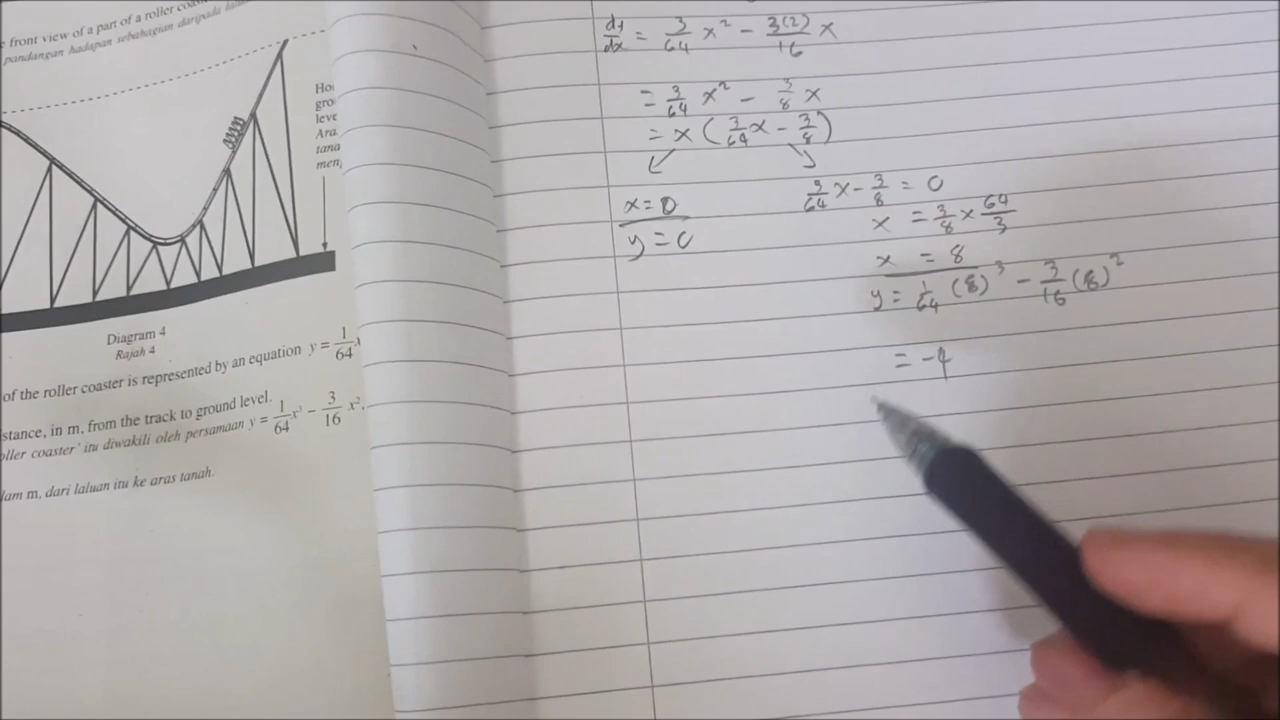 e front view of a part of a roller
pandangan hadapan sebahagian daripada
gro
leve
Ara
tana
Diagram 4
Rajah 4
of the roller coaster is represented by an equation y = 1/64
stance, in m, from the track to ground level.
oller coaster' itu diwakili oleh persamaan y = 1/64 x³ − 3/16 x².
lam m, dari laluan itu ke aras tanah.
dy/dx = 3/64 x² − 3(2)/16 x
= 3/64 x² − 3/8 x
= x (3/64 x − 3/8)
x = 0
y = 0
3/64 x − 3/8 = 0
x = 3/8 × 64/3
x = 8
y = 1/64 (8)³ − 3/16 (8)²
= −4